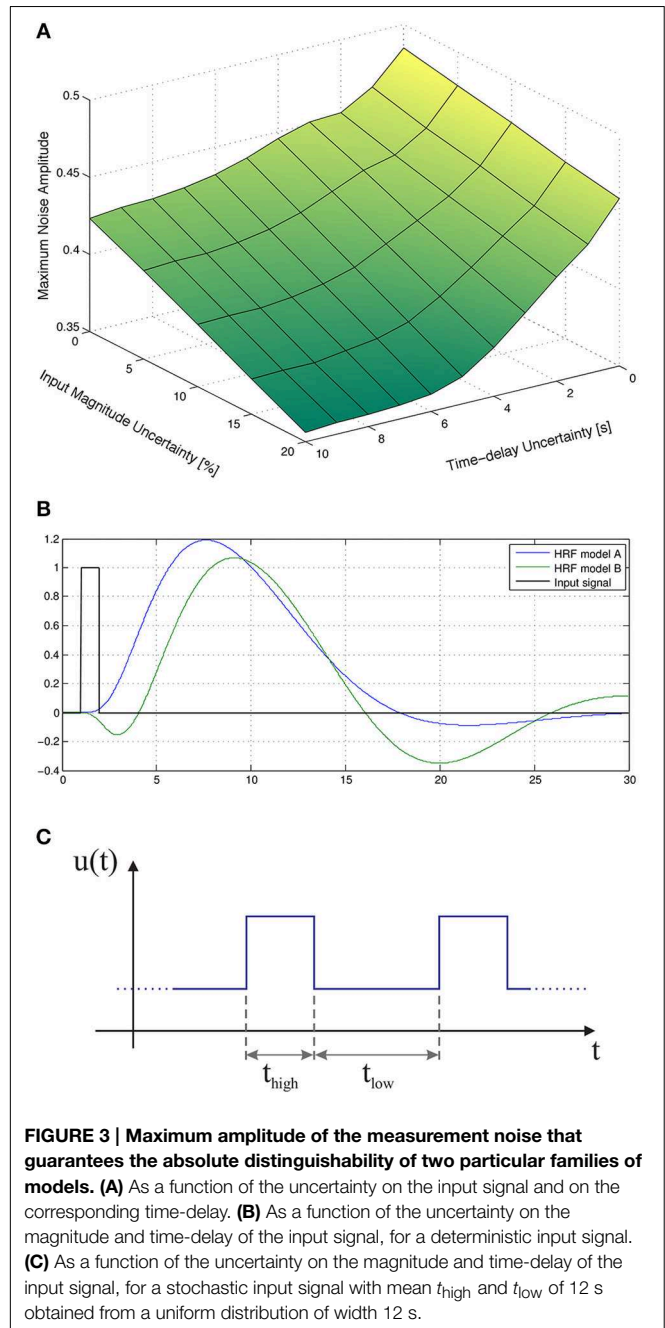 A
0.5
0.45
0.4
0.35
Maximum Noise Amplitude
0
5
10
15
20
Input Magnitude Uncertainty [%]
10
8
6
4
2
0
Time-delay Uncertainty [s]
B
1.2
1
0.8
0.6
0.4
0.2
0
-0.2
-0.4
0
5
10
15
20
25
30
HRF model A
HRF model B
Input signal
C
u(t)
t
t_high
t_low
FIGURE 3 | Maximum amplitude of the measurement noise that
guarantees the absolute distinguishability of two particular families of
models. (A) As a function of the uncertainty on the input signal and on the
corresponding time-delay. (B) As a function of the uncertainty on the
magnitude and time-delay of the input signal, for a deterministic input signal.
(C) As a function of the uncertainty on the magnitude and time-delay of the
input signal, for a stochastic input signal with mean t_high and t_low of 12 s
obtained from a uniform distribution of width 12 s.